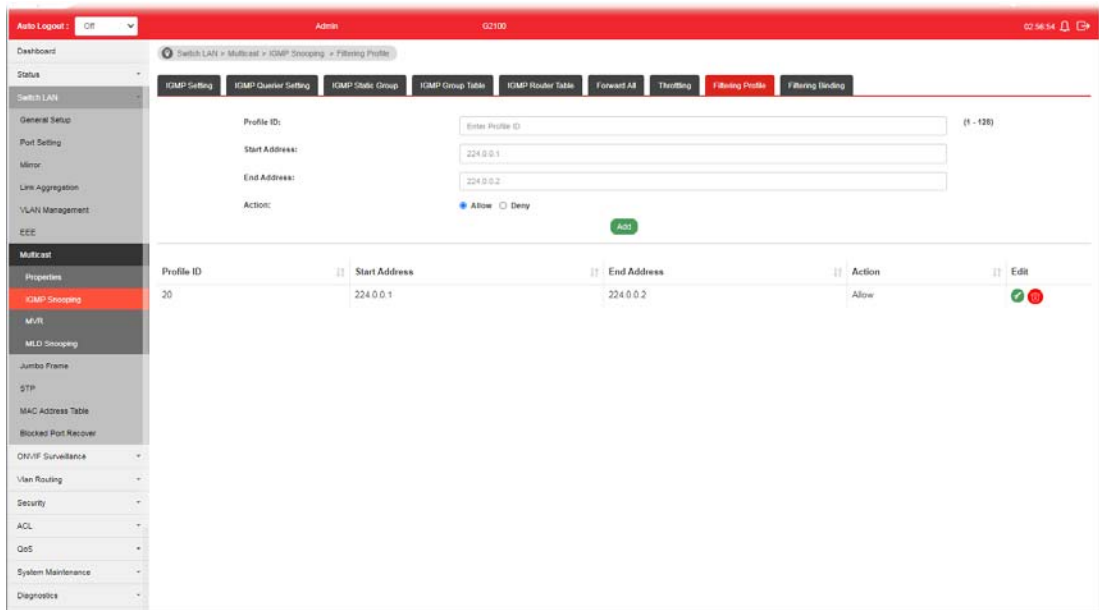 Auto Logout : Off Admin G2100 02:56:54
Switch LAN > Multicast > IGMP Snooping > Filtering Profile
Dashboard
Status
Switch LAN
General Setup
Port Setting
Mirror
Link Aggregation
VLAN Management
EEE
Multicast
Properties
IGMP Snooping
MVR
MLD Snooping
Jumbo Frame
STP
MAC Address Table
Blocked Port Recover
ONVIF Surveillance
Vlan Routing
Security
ACL
QoS
System Maintenance
Diagnostics
IGMP Setting IGMP Querier Setting IGMP Static Group IGMP Group Table IGMP Router Table Forward All Throttling Filtering Profile Filtering Binding
Profile ID: Enter Profile ID (1 - 128)
Start Address: 224.0.0.1
End Address: 224.0.0.2
Action: Allow Deny
Add
Profile ID Start Address End Address Action Edit
20 224.0.0.1 224.0.0.2 Allow